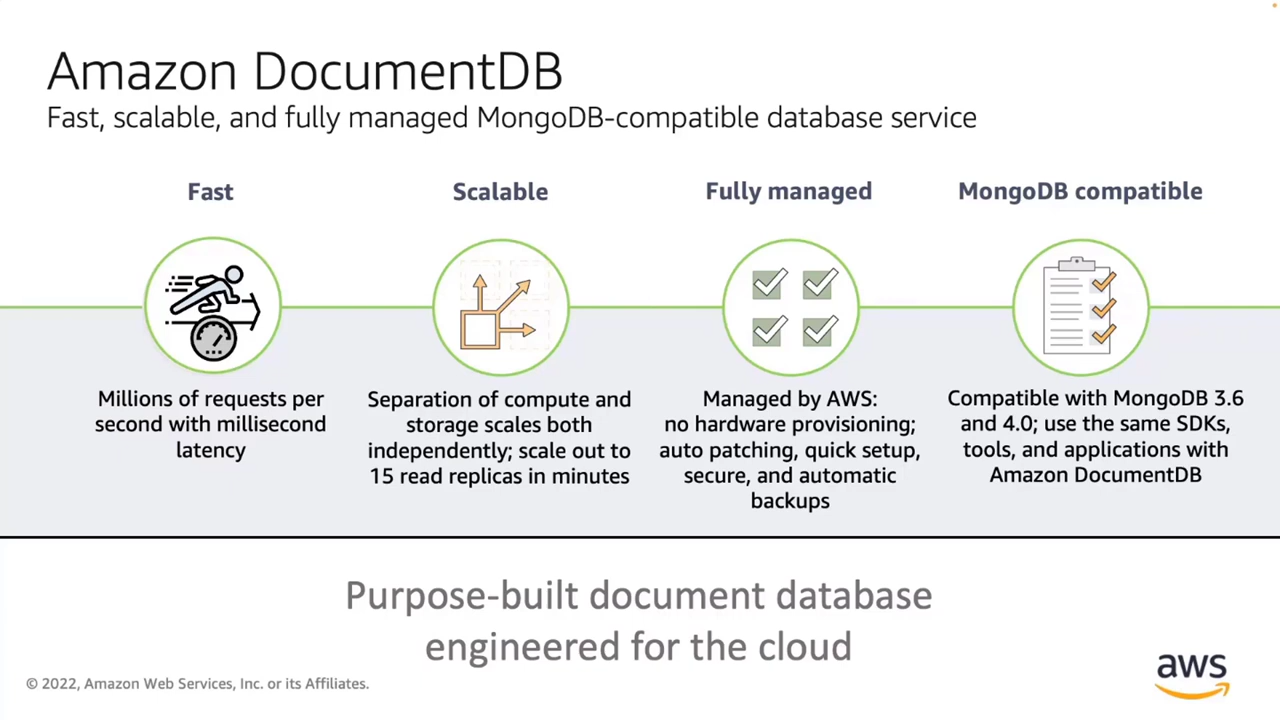 Amazon DocumentDB
Fast, scalable, and fully managed MongoDB-compatible database service
Fast
Millions of requests per
second with millisecond
latency
Scalable
Separation of compute and
storage scales both
independently; scale out to
15 read replicas in minutes
Fully managed
Managed by AWS:
no hardware provisioning;
auto patching, quick setup,
secure, and automatic
backups
MongoDB compatible
Compatible with MongoDB 3.6
and 4.0; use the same SDKs,
tools, and applications with
Amazon DocumentDB
Purpose-built document database
engineered for the cloud
© 2022, Amazon Web Services, Inc. or its Affiliates.
aws